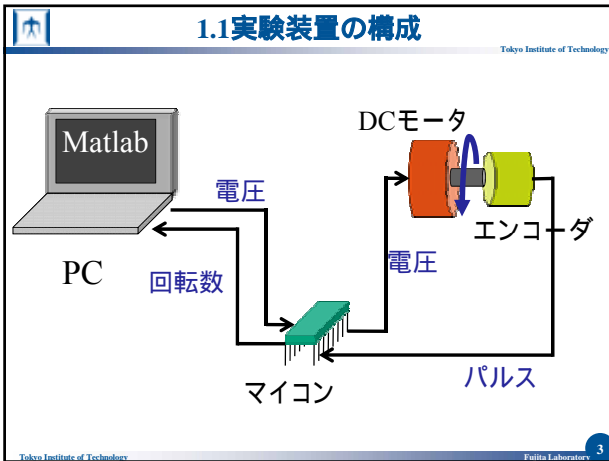 1.1実験装置の構成
Tokyo Institute of Technology
Matlab
DCモータ
電圧
エンコーダ
PC
電圧
回転数
マイコン
パルス
Tokyo Institute of Technology
Fujita Laboratory
3